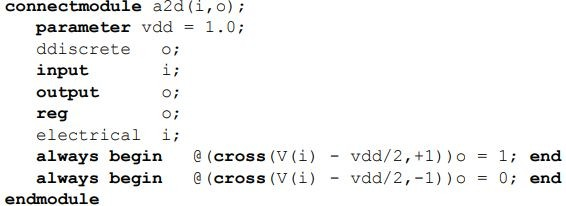 connectmodule a2d(i,o);
   parameter vdd = 1.0;
   ddiscrete   o;
   input       i;
   output      o;
   reg         o;
   electrical  i;
   always begin   @(cross(V(i) - vdd/2,+1))o = 1; end
   always begin   @(cross(V(i) - vdd/2,-1))o = 0; end
endmodule